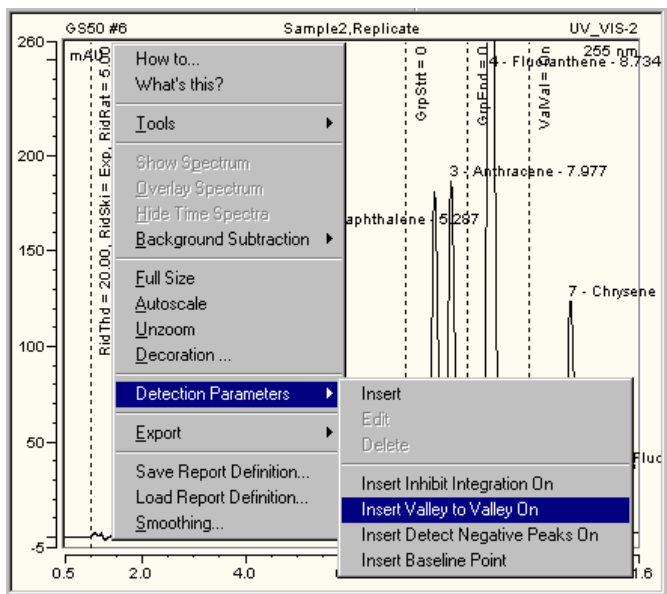 GS50 #6 Sample2,Replicate UV_VIS-2
260
mAU
255 nm
4 - Fluoranthene - 8.734
RidThd = 20.00, RidSki = Exp, RidRat = 5.00
GrpStrt = 0
GrpEnd = 0
ValVal = On
How to...
What's this?
Tools
200
Show Spectrum
Overlay Spectrum
Hide Time Spectra
Background Subtraction
3 - Anthracene - 7.977
aphthalene - 5.287
150
Full Size
Autoscale
Unzoom
Decoration ...
7 - Chrysene
100
Detection Parameters
Export
Save Report Definition...
Load Report Definition...
Smoothing...
Insert
Edit
Delete
Insert Inhibit Integration On
Insert Valley to Valley On
Insert Detect Negative Peaks On
Insert Baseline Point
Fluo
50
-5
0.5 2.0 4.0 1.6